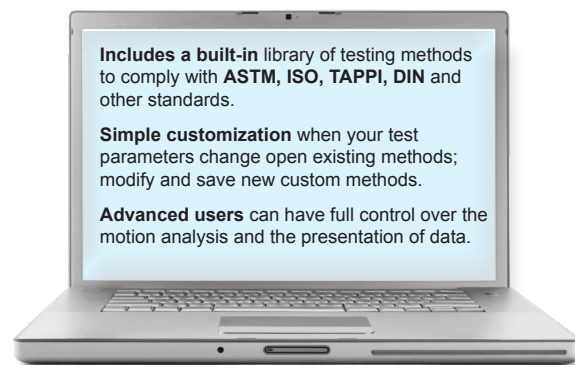 Includes a built-in library of testing methods
to comply with ASTM, ISO, TAPPI, DIN and
other standards.
Simple customization when your test
parameters change open existing methods;
modify and save new custom methods.
Advanced users can have full control over the
motion analysis and the presentation of data.